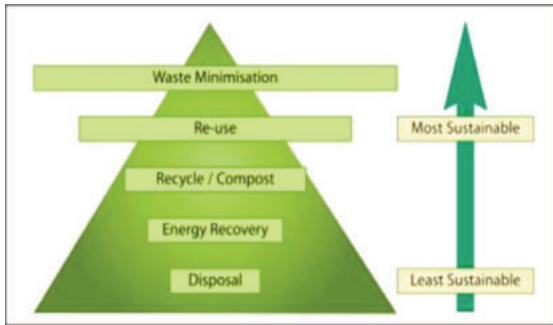 Waste Minimisation
Re-use
Most Sustainable
Recycle / Compost
Energy Recovery
Disposal
Least Sustainable